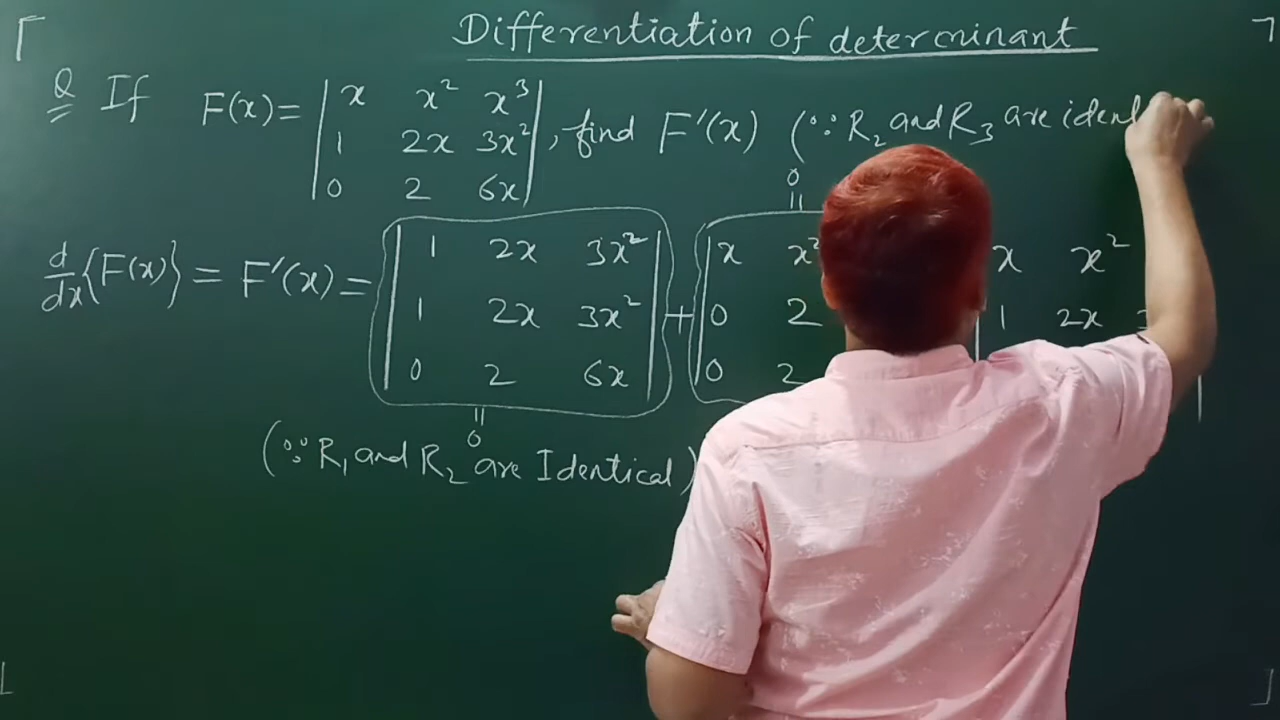 Differentiation of determinant
Q If F(x) = | x x² x³ | , find F'(x) (∵ R₂ and R₃ are ident
| 1 2x 3x² |
| 0 2 6x |
0
||
d/dx {F(x)} = F'(x) = | 1 2x 3x² | + | x x² x x²
| 1 2x 3x² | | 0 2 | 1 2x
| 0 2 6x | | 0 2
||
0
(∵ R₁ and R₂ are Identical)